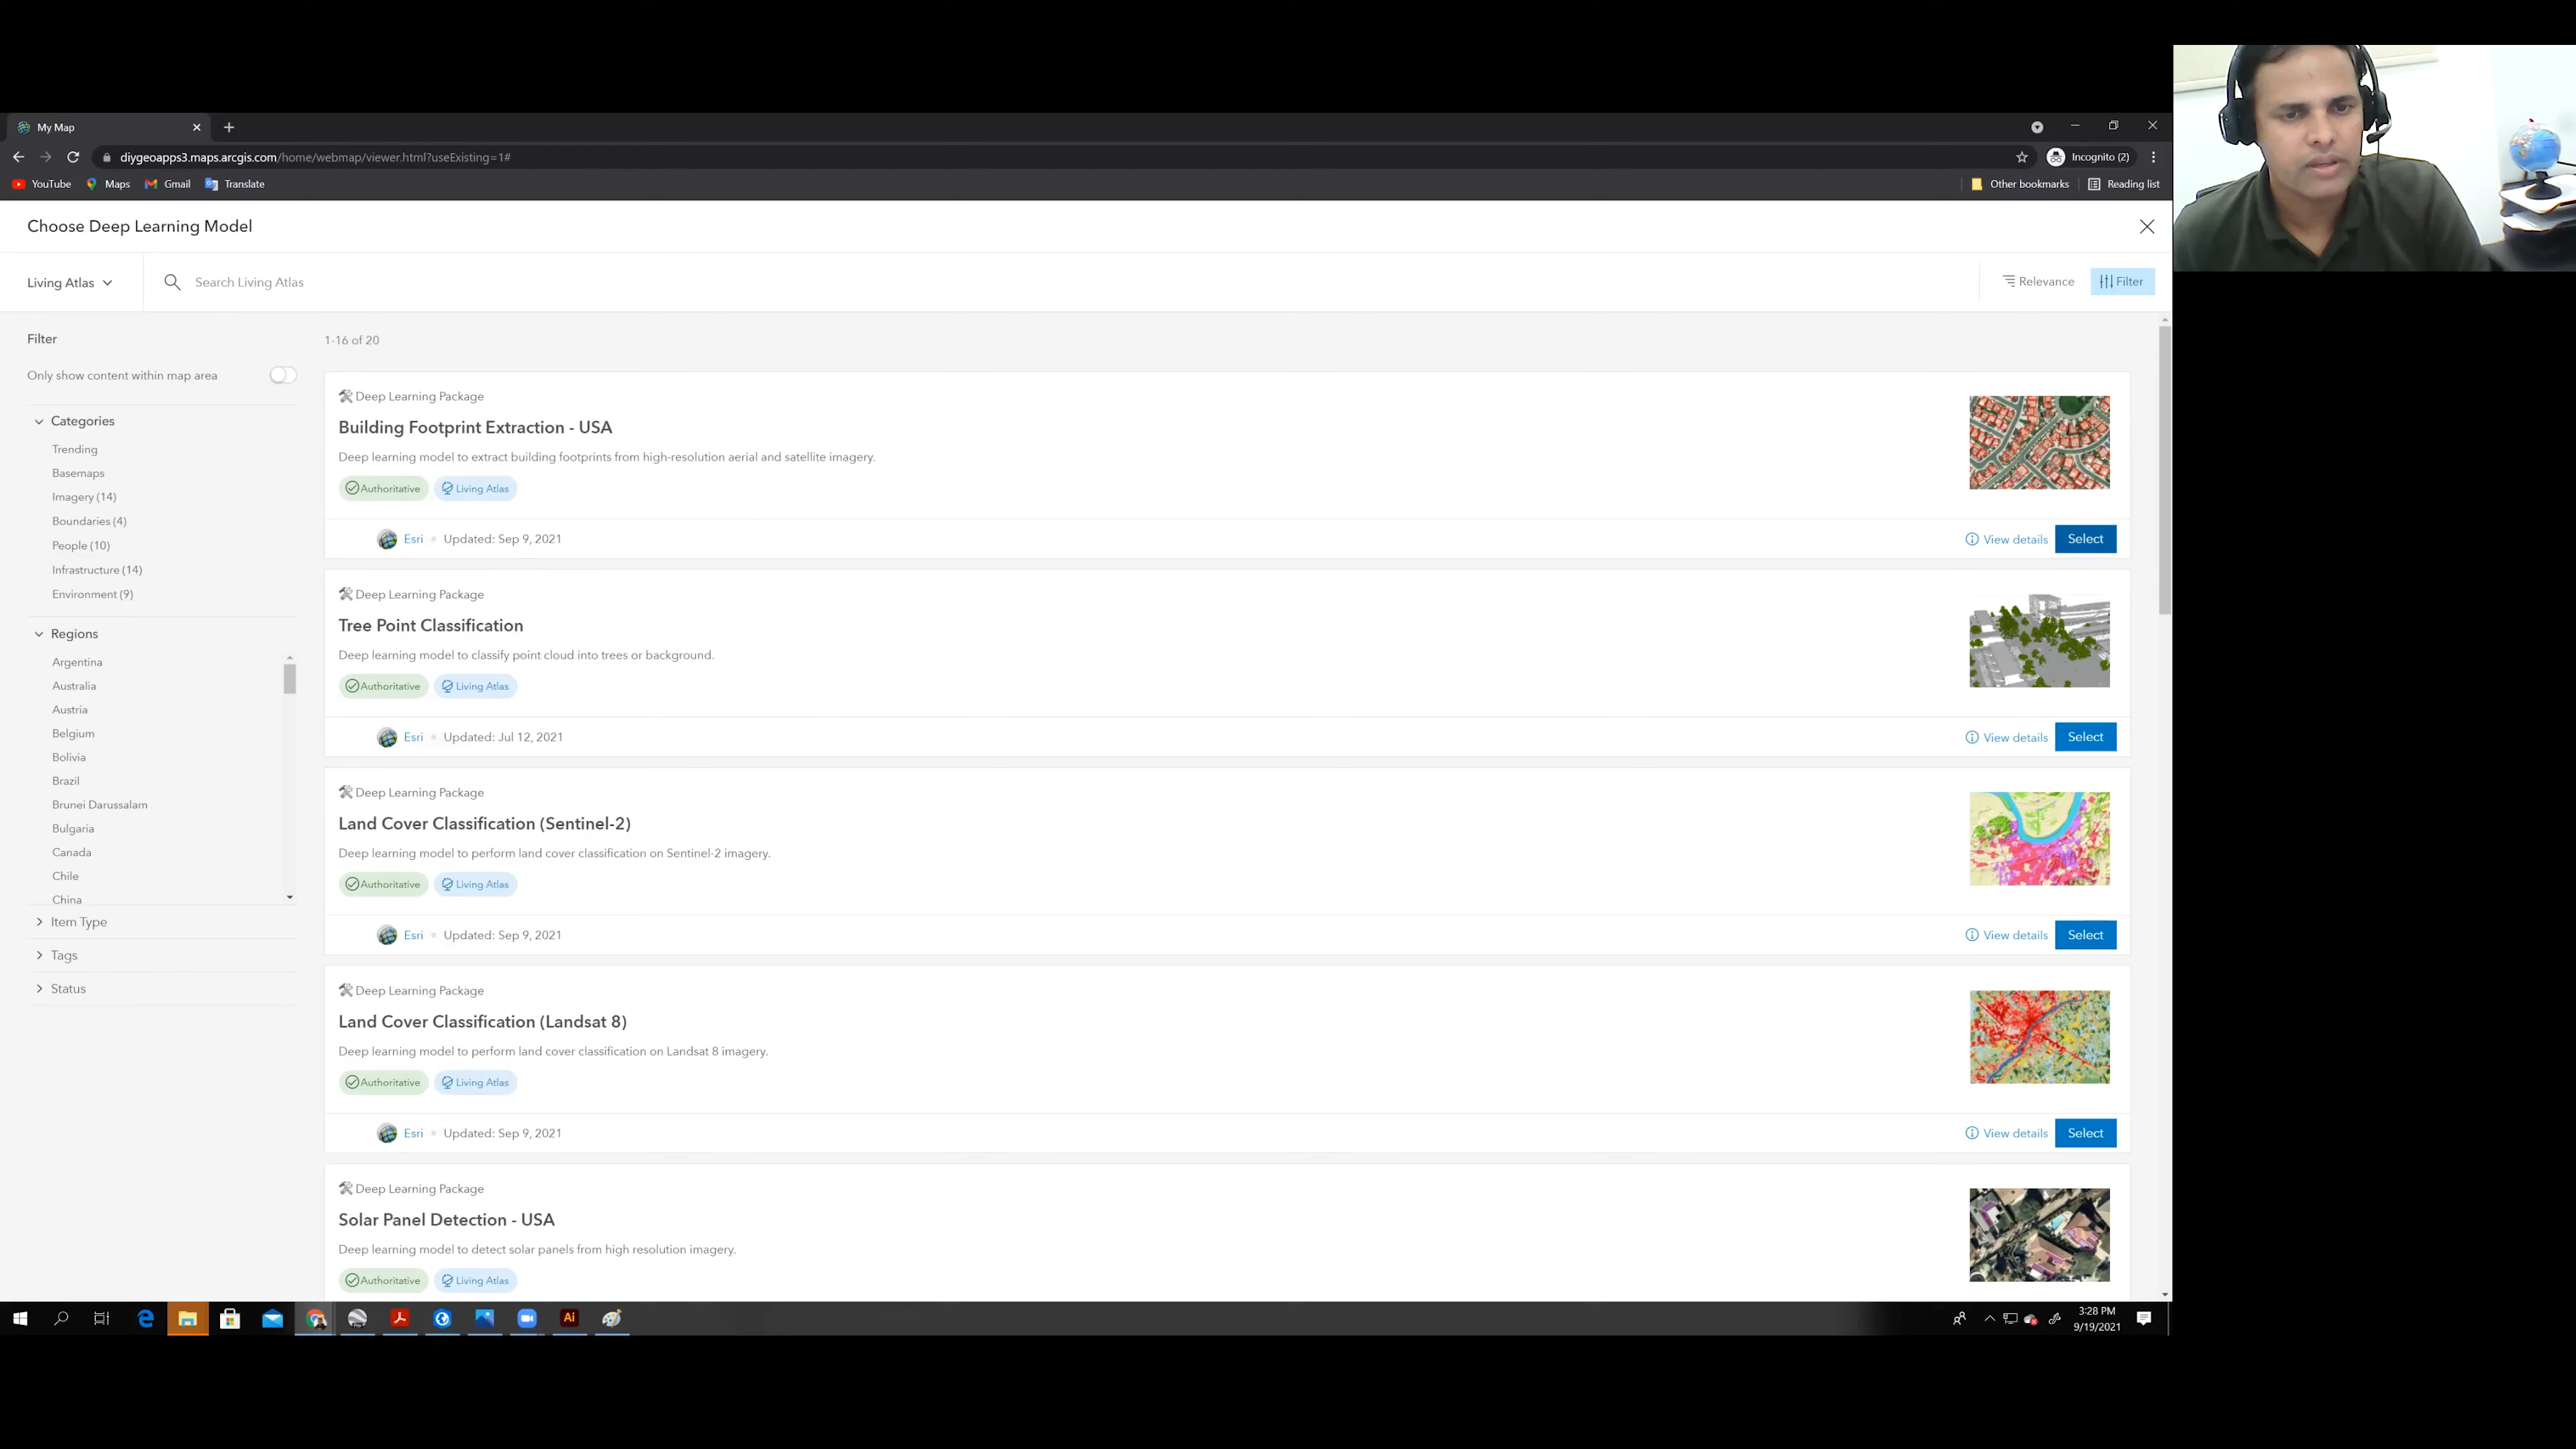 My Map
diygeoapps3.maps.arcgis.com/home/webmap/viewer.html?useExisting=1#
Incognito (2)
YouTube
Maps
Gmail
Translate
Other bookmarks
Reading list
Choose Deep Learning Model
Living Atlas
Search Living Atlas
Relevance
Filter
Filter
Only show content within map area
Categories
Trending
Basemaps
Imagery (14)
Boundaries (4)
People (10)
Infrastructure (14)
Environment (9)
Regions
Argentina
Australia
Austria
Belgium
Bolivia
Brazil
Brunei Darussalam
Bulgaria
Canada
Chile
China
Item Type
Tags
Status
1-16 of 20
Deep Learning Package
Building Footprint Extraction - USA
Deep learning model to extract building footprints from high-resolution aerial and satellite imagery.
Authoritative
Living Atlas
Esri
Updated: Sep 9, 2021
View details
Select
Deep Learning Package
Tree Point Classification
Deep learning model to classify point cloud into trees or background.
Authoritative
Living Atlas
Esri
Updated: Jul 12, 2021
View details
Select
Deep Learning Package
Land Cover Classification (Sentinel-2)
Deep learning model to perform land cover classification on Sentinel-2 imagery.
Authoritative
Living Atlas
Esri
Updated: Sep 9, 2021
View details
Select
Deep Learning Package
Land Cover Classification (Landsat 8)
Deep learning model to perform land cover classification on Landsat 8 imagery.
Authoritative
Living Atlas
Esri
Updated: Sep 9, 2021
View details
Select
Deep Learning Package
Solar Panel Detection - USA
Deep learning model to detect solar panels from high resolution imagery.
Authoritative
Living Atlas
Ai
3:28 PM
9/19/2021